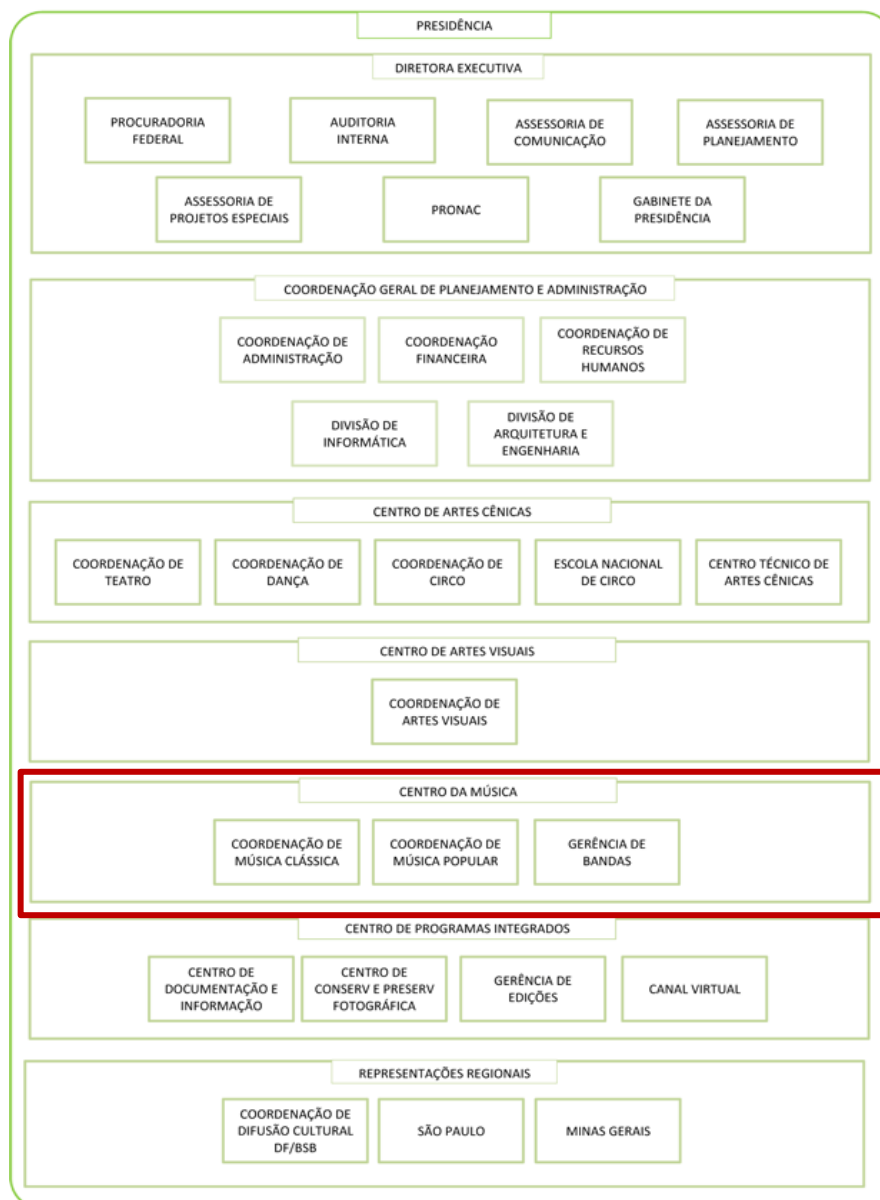 PRESIDÊNCIA
DIRETORA EXECUTIVA
PROCURADORIA
FEDERAL
AUDITORIA
INTERNA
ASSESSORIA DE
COMUNICAÇÃO
ASSESSORIA DE
PLANEJAMENTO
ASSESSORIA DE
PROJETOS ESPECIAIS
PRONAC
GABINETE DA
PRESIDÊNCIA
COORDENAÇÃO GERAL DE PLANEJAMENTO E ADMINISTRAÇÃO
COORDENAÇÃO DE
ADMINISTRAÇÃO
COORDENAÇÃO
FINANCEIRA
COORDENAÇÃO DE
RECURSOS
HUMANOS
DIVISÃO DE
INFORMÁTICA
DIVISÃO DE
ARQUITETURA E
ENGENHARIA
CENTRO DE ARTES CÊNICAS
COORDENAÇÃO DE
TEATRO
COORDENAÇÃO DE
DANÇA
COORDENAÇÃO DE
CIRCO
ESCOLA NACIONAL
DE CIRCO
CENTRO TÉCNICO DE
ARTES CÊNICAS
CENTRO DE ARTES VISUAIS
COORDENAÇÃO DE
ARTES VISUAIS
CENTRO DA MÚSICA
COORDENAÇÃO DE
MÚSICA CLÁSSICA
COORDENAÇÃO DE
MÚSICA POPULAR
GERÊNCIA DE
BANDAS
CENTRO DE PROGRAMAS INTEGRADOS
CENTRO DE
DOCUMENTAÇÃO E
INFORMAÇÃO
CENTRO DE
CONSERV E PRESERV
FOTOGRÁFICA
GERÊNCIA DE
EDIÇÕES
CANAL VIRTUAL
REPRESENTAÇÕES REGIONAIS
COORDENAÇÃO DE
DIFUSÃO CULTURAL
DF/BSB
SÃO PAULO
MINAS GERAIS